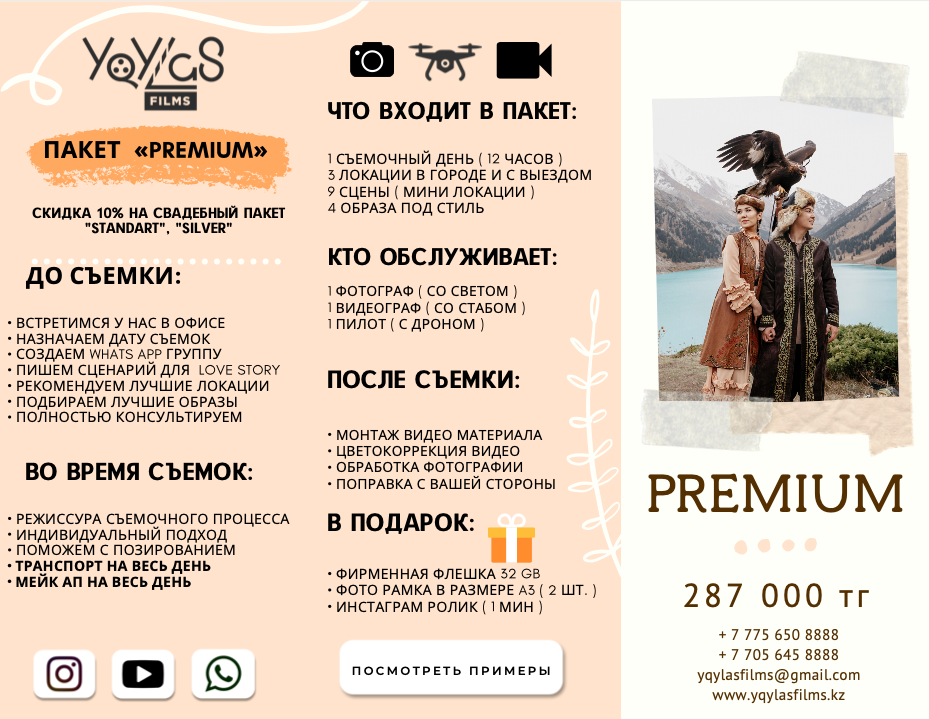 YQYLAS
FILMS
ПАКЕТ «PREMIUM»
СКИДКА 10% НА СВАДЕБНЫЙ ПАКЕТ
"STANDART", "SILVER"
ДО СЪЕМКИ:
• ВСТРЕТИМСЯ У НАС В ОФИСЕ
• НАЗНАЧАЕМ ДАТУ СЪЕМОК
• СОЗДАЕМ WHATS APP ГРУППУ
• ПИШЕМ СЦЕНАРИЙ ДЛЯ LOVE STORY
• РЕКОМЕНДУЕМ ЛУЧШИЕ ЛОКАЦИИ
• ПОДБИРАЕМ ЛУЧШИЕ ОБРАЗЫ
• ПОЛНОСТЬЮ КОНСУЛЬТИРУЕМ
ВО ВРЕМЯ СЪЕМОК:
• РЕЖИССУРА СЪЕМОЧНОГО ПРОЦЕССА
• ИНДИВИДУАЛЬНЫЙ ПОДХОД
• ПОМОЖЕМ С ПОЗИРОВАНИЕМ
• ТРАНСПОРТ НА ВЕСЬ ДЕНЬ
• МЕЙК АП НА ВЕСЬ ДЕНЬ
ЧТО ВХОДИТ В ПАКЕТ:
1 СЪЕМОЧНЫЙ ДЕНЬ ( 12 ЧАСОВ )
3 ЛОКАЦИИ В ГОРОДЕ И С ВЫЕЗДОМ
9 СЦЕНЫ ( МИНИ ЛОКАЦИИ )
4 ОБРАЗА ПОД СТИЛЬ
КТО ОБСЛУЖИВАЕТ:
1 ФОТОГРАФ ( СО СВЕТОМ )
1 ВИДЕОГРАФ ( СО СТАБОМ )
1 ПИЛОТ ( С ДРОНОМ )
ПОСЛЕ СЪЕМКИ:
• МОНТАЖ ВИДЕО МАТЕРИАЛА
• ЦВЕТОКОРРЕКЦИЯ ВИДЕО
• ОБРАБОТКА ФОТОГРАФИИ
• ПОПРАВКА С ВАШЕЙ СТОРОНЫ
В ПОДАРОК:
• ФИРМЕННАЯ ФЛЕШКА 32 GB
• ФОТО РАМКА В РАЗМЕРЕ А3 ( 2 ШТ. )
• ИНСТАГРАМ РОЛИК ( 1 МИН )
ПОСМОТРЕТЬ ПРИМЕРЫ
PREMIUM
287 000 тг
+ 7 775 650 8888
+ 7 705 645 8888
yqylasfilms@gmail.com
www.yqylasfilms.kz